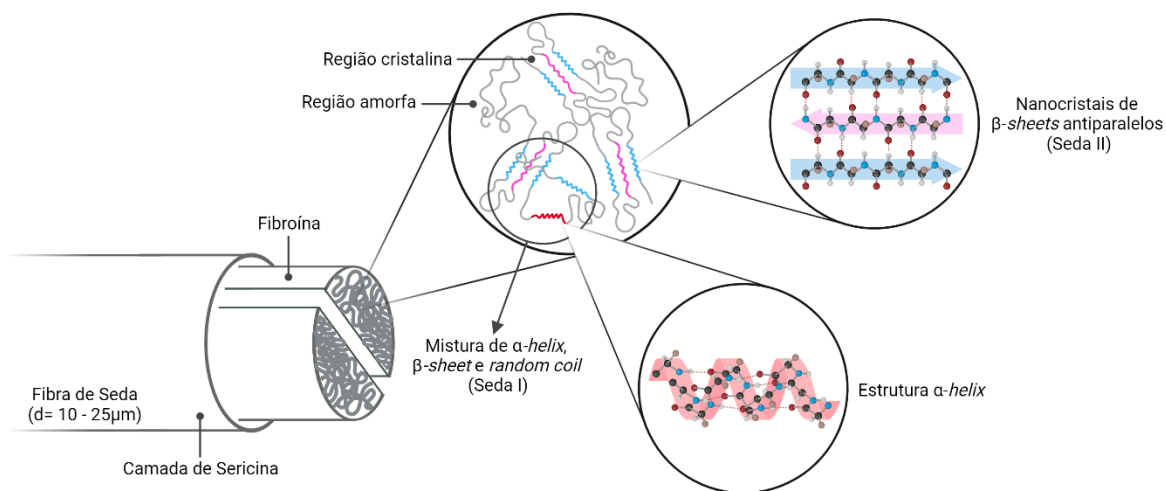 Região cristalina
Região amorfa
Nanocristais de
β-sheets antiparalelos
(Seda II)
Fibroína
Mistura de α-helix,
β-sheet e random coil
(Seda I)
Estrutura α-helix
Fibra de Seda
(d= 10 - 25μm)
Camada de Sericina